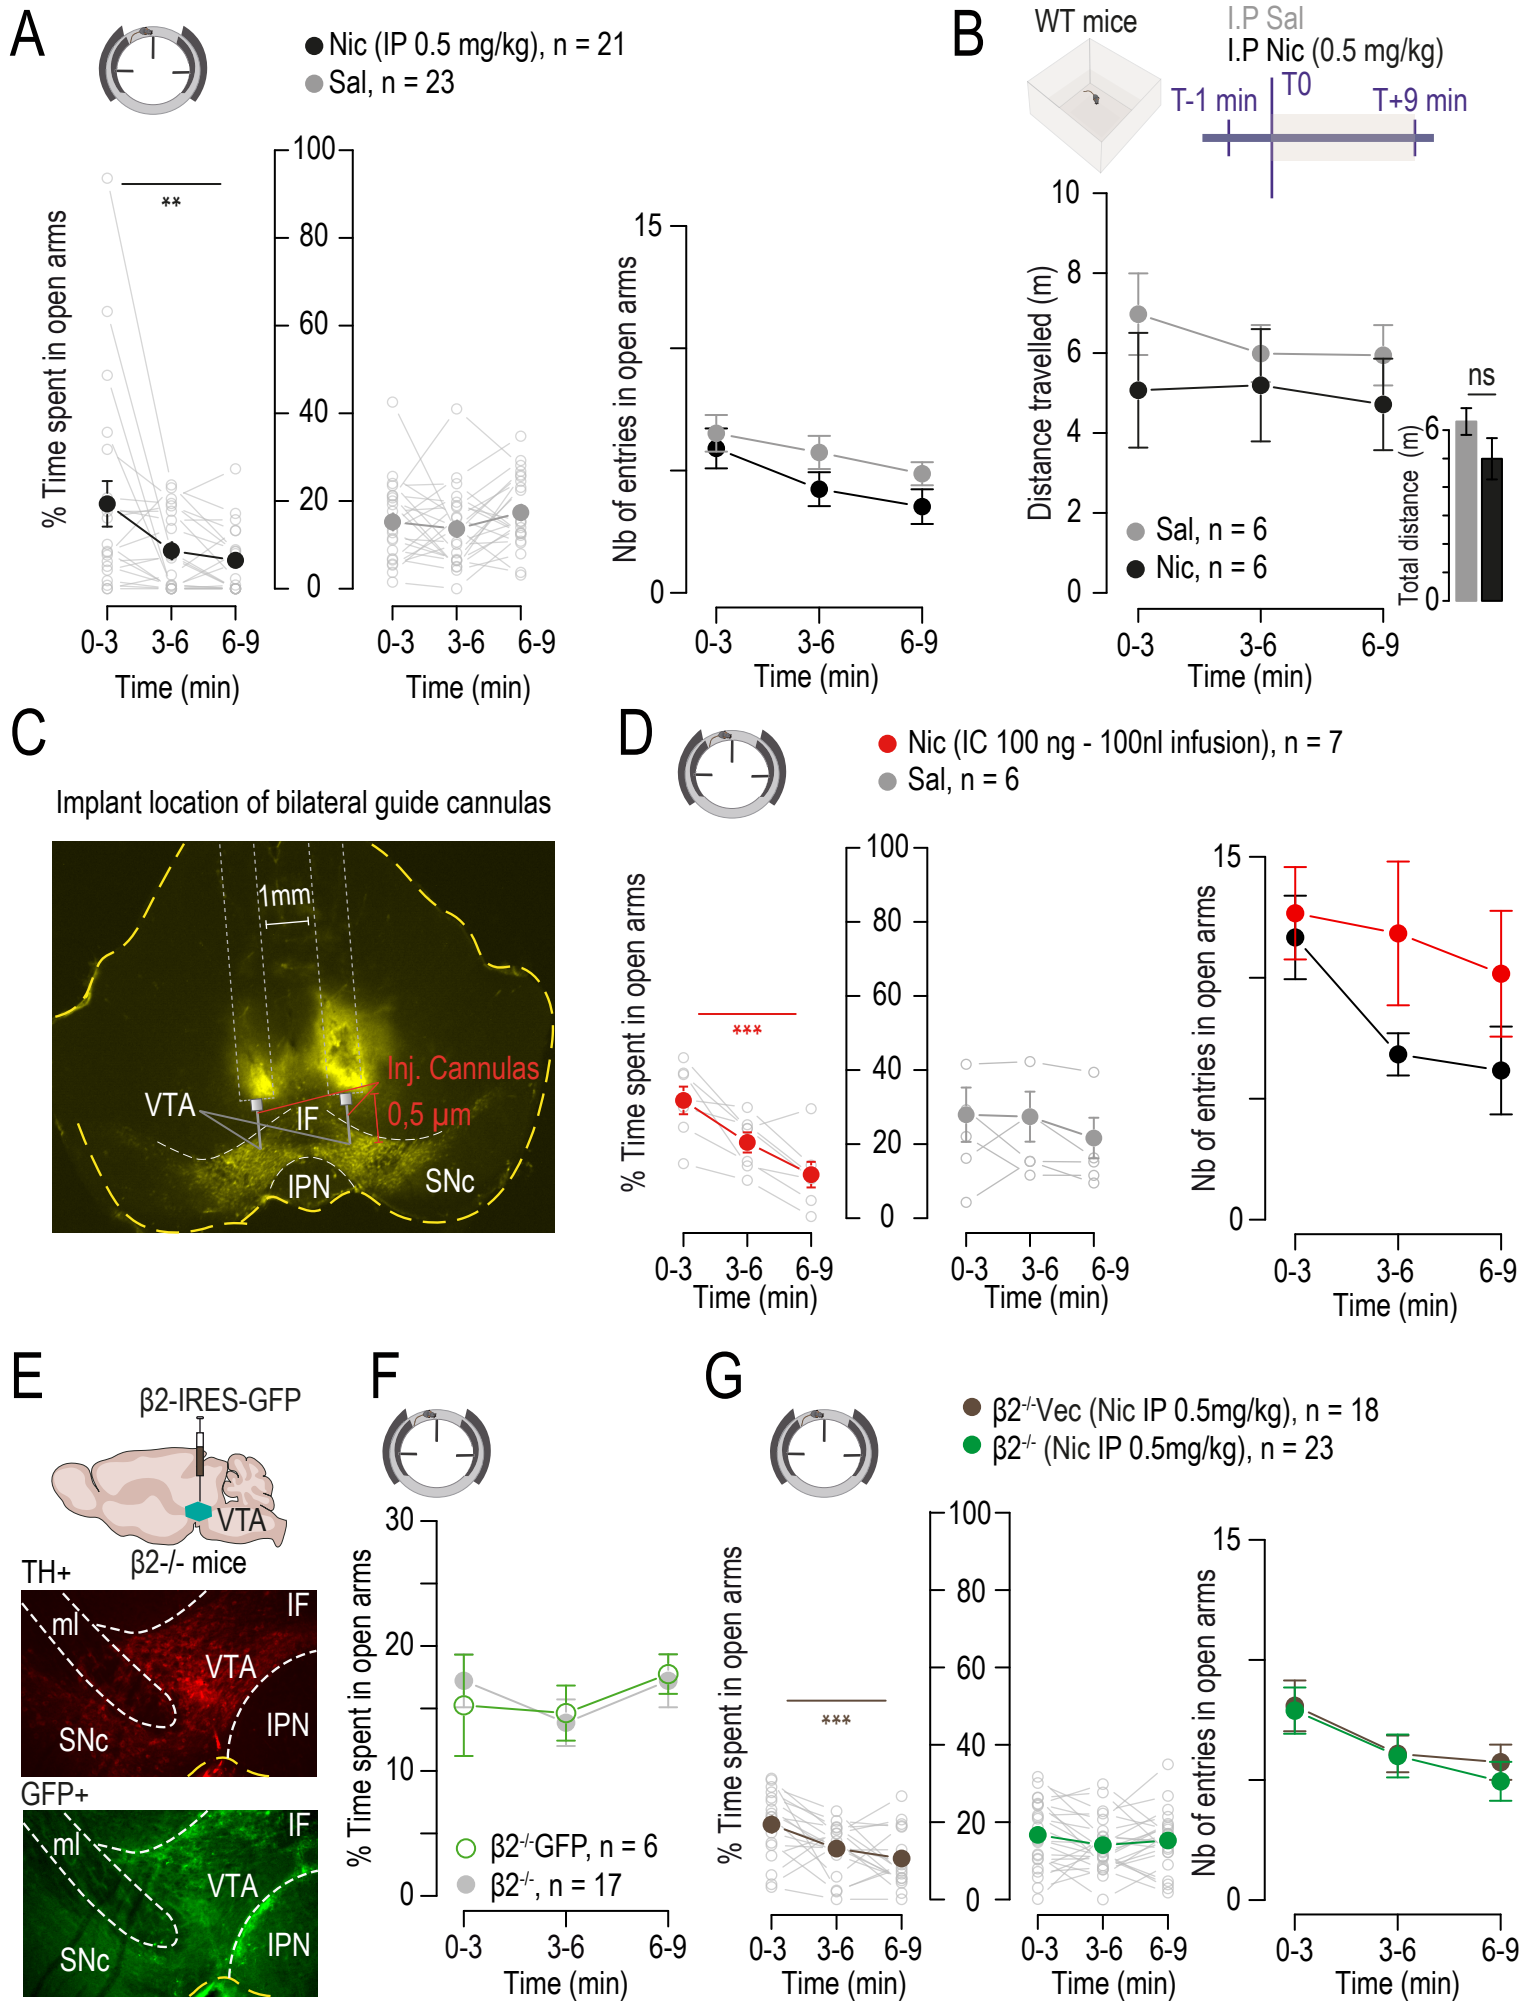 A
Nic (IP 0.5 mg/kg), n = 21
Sal, n = 23
% Time spent in open arms
**
100
80
60
40
20
0
0-3 3-6 6-9
Time (min)
0-3 3-6 6-9
Time (min)
Nb of entries in open arms
15
0
0-3 3-6 6-9
Time (min)
B
WT mice
I.P Sal
I.P Nic (0.5 mg/kg)
T-1 min
T0
T+9 min
Distance travelled (m)
10
8
6
4
2
0
Sal, n = 6
Nic, n = 6
0-3 3-6 6-9
Time (min)
Total distance (m)
6
0
ns
C
Implant location of bilateral guide cannulas
1mm
Inj. Cannulas
0,5 µm
VTA
IF
IPN
SNc
D
Nic (IC 100 ng - 100nl infusion), n = 7
Sal, n = 6
% Time spent in open arms
***
100
80
60
40
20
0
0-3 3-6 6-9
Time (min)
0-3 3-6 6-9
Time (min)
Nb of entries in open arms
15
0
0-3 3-6 6-9
Time (min)
E
β2-IRES-GFP
VTA
β2-/- mice
TH+
ml
IF
VTA
SNc
IPN
GFP+
ml
IF
VTA
SNc
IPN
F
% Time spent in open arms
30
20
10
0
β2-/-GFP, n = 6
β2-/-, n = 17
0-3 3-6 6-9
Time (min)
G
β2-/-Vec (Nic IP 0.5mg/kg), n = 18
β2-/- (Nic IP 0.5mg/kg), n = 23
% Time spent in open arms
***
100
80
60
40
20
0
0-3 3-6 6-9
Time (min)
0-3 3-6 6-9
Time (min)
Nb of entries in open arms
15
0
0-3 3-6 6-9
Time (min)